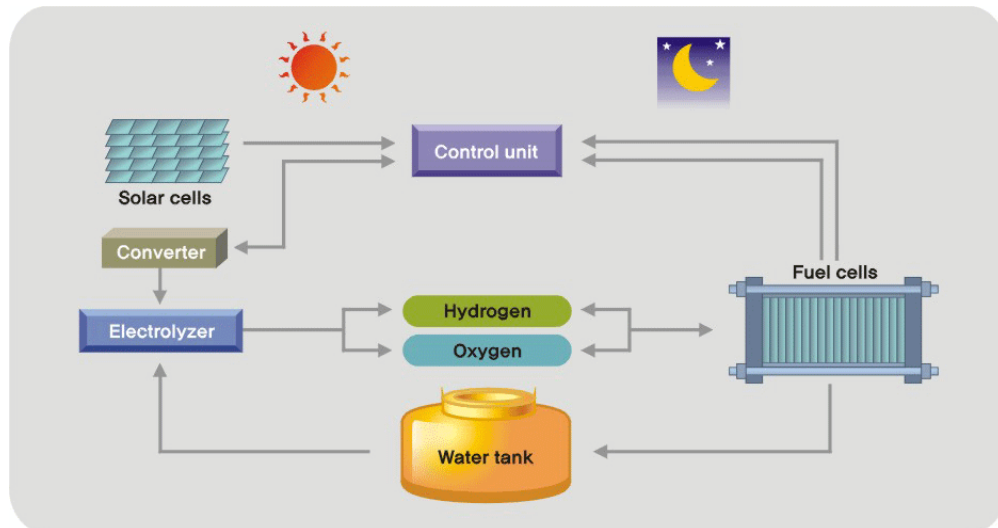 Control unit
Solar cells
Converter
Fuel cells
Hydrogen
Electrolyzer
Oxygen
Water tank